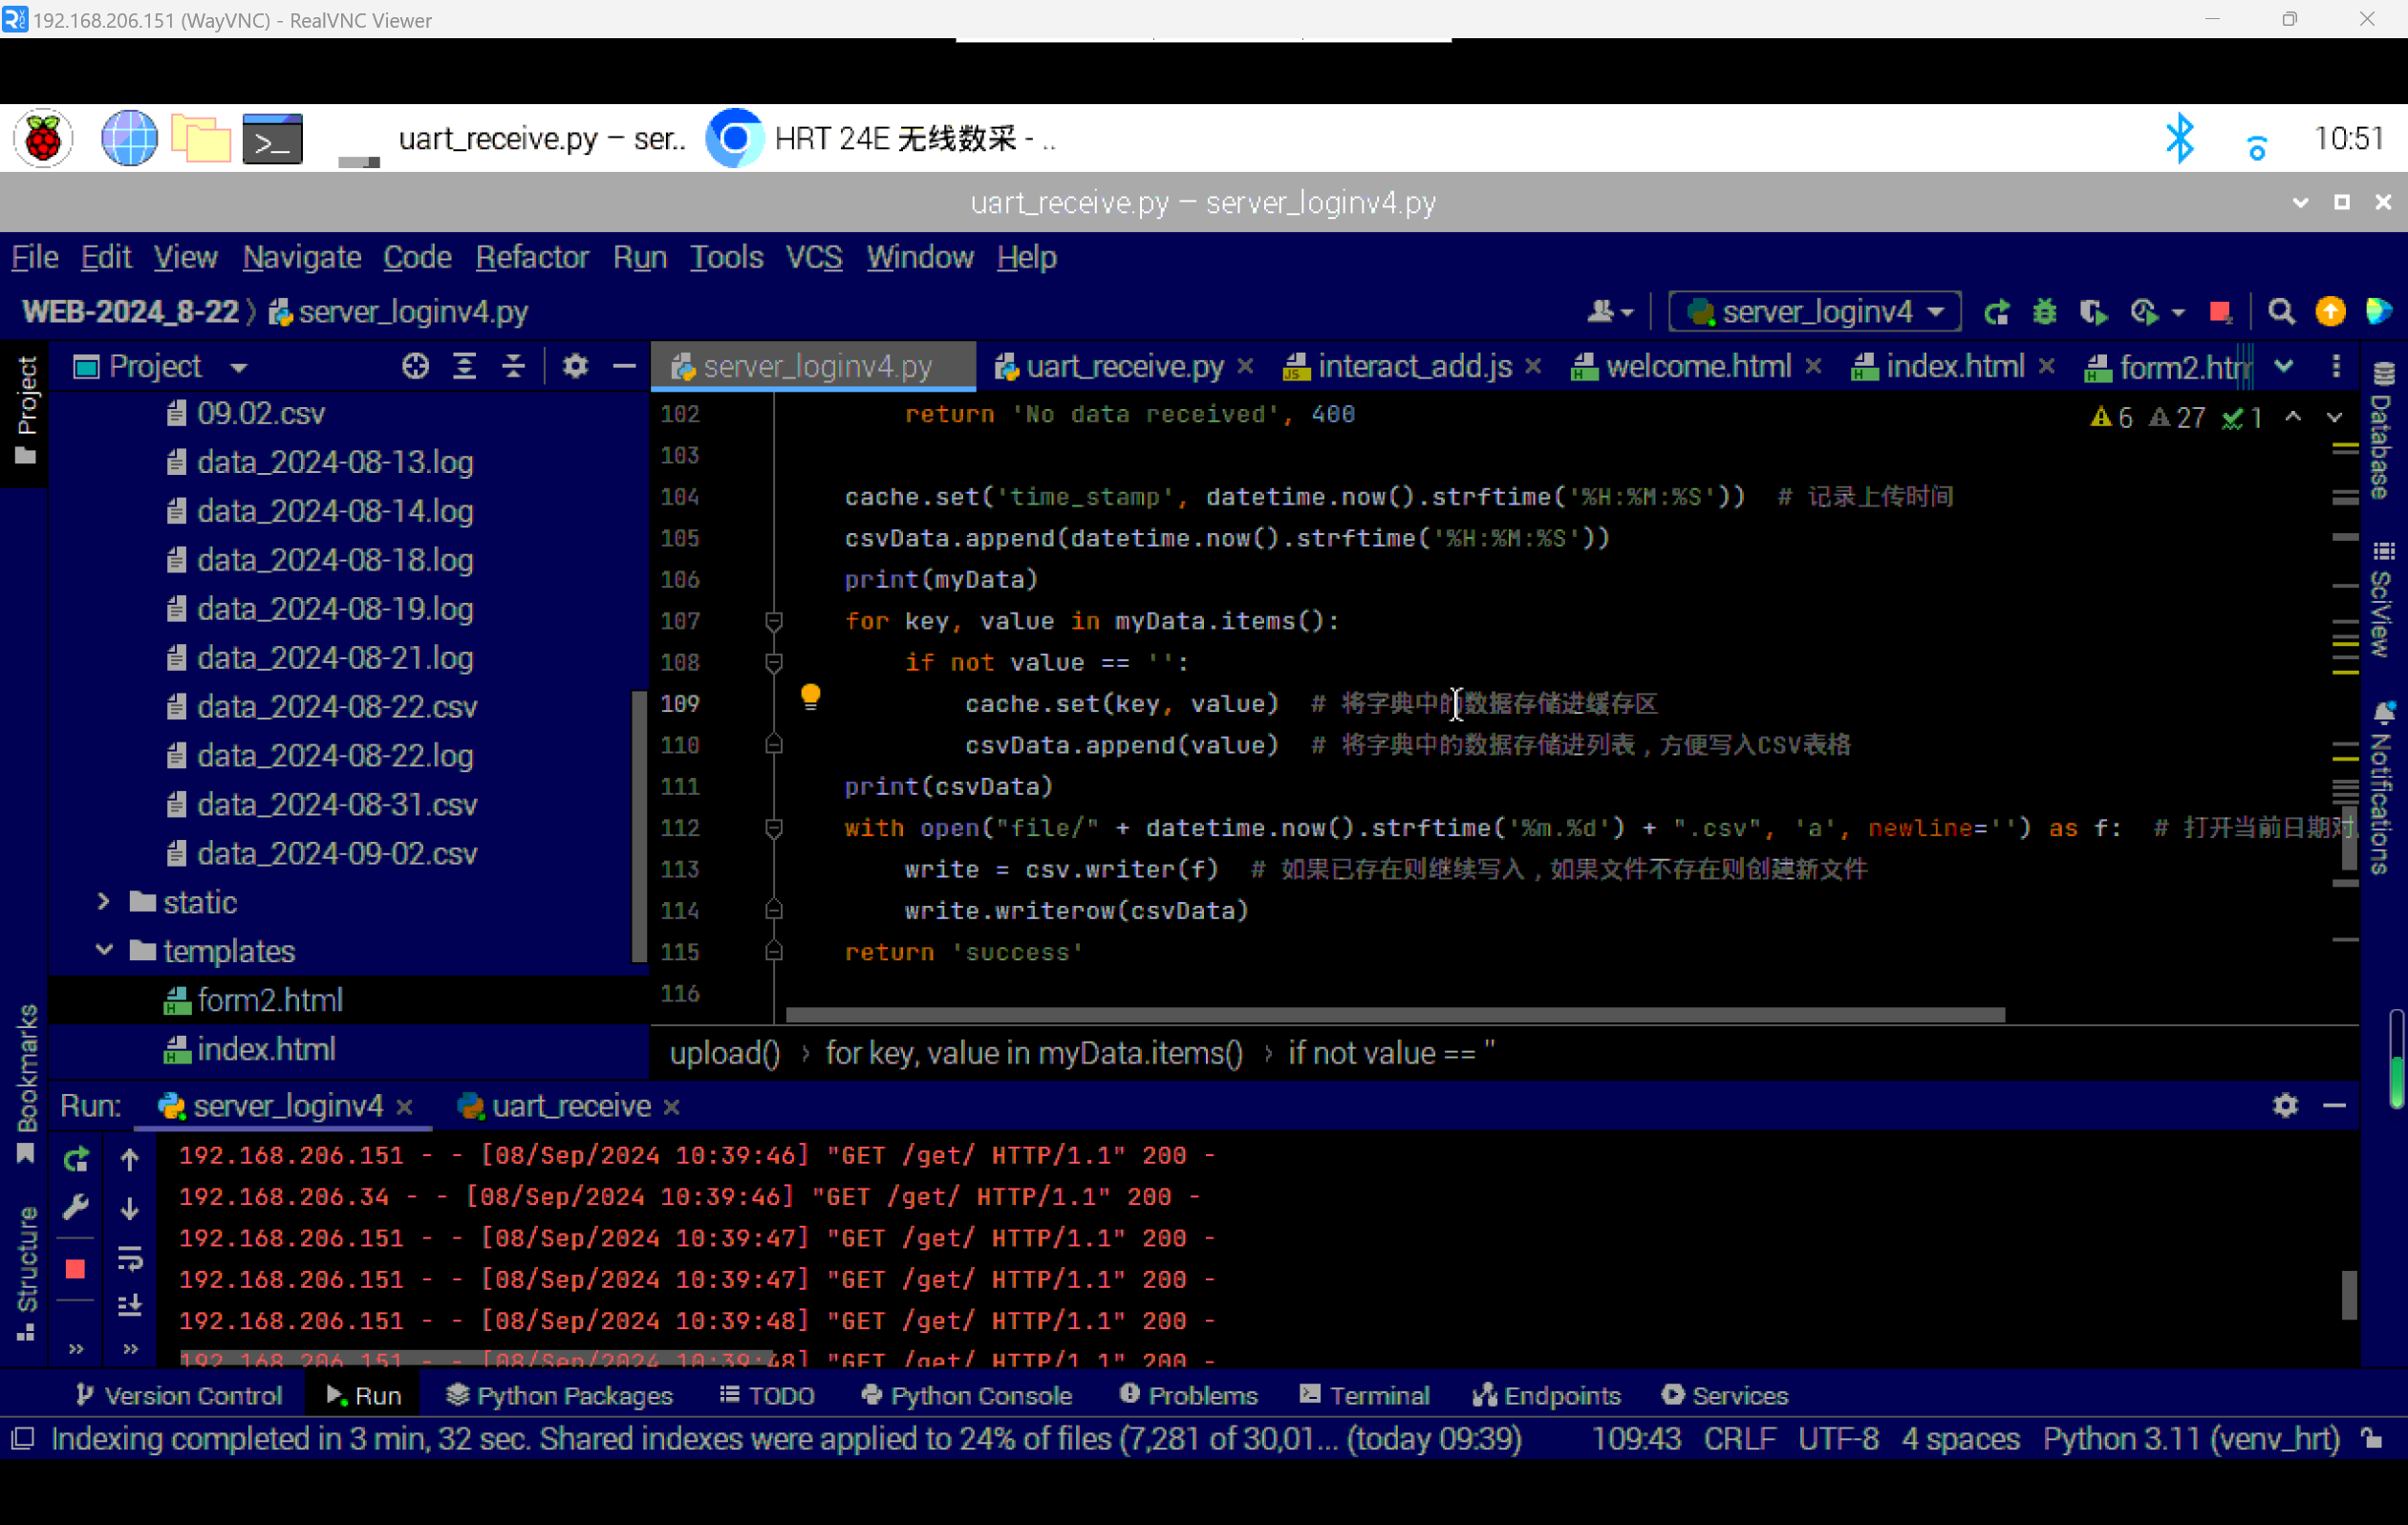 192.168.206.151 (WayVNC) - RealVNC Viewer
uart_receive.py – ser..
HRT 24E 无线数采 - ..
10:51
uart_receive.py – server_loginv4.py
File Edit View Navigate Code Refactor Run Tools VCS Window Help
WEB-2024_8-22 server_loginv4.py
server_loginv4
Project
Project
server_loginv4.py
uart_receive.py
interact_add.js
welcome.html
index.html
form2.htm
Database
SciView
Notifications
09.02.csv
data_2024-08-13.log
data_2024-08-14.log
data_2024-08-18.log
data_2024-08-19.log
data_2024-08-21.log
data_2024-08-22.csv
data_2024-08-22.log
data_2024-08-31.csv
data_2024-09-02.csv
static
templates
form2.html
index.html
6 27 1
102 return 'No data received', 400
103
104 cache.set('time_stamp', datetime.now().strftime('%H:%M:%S')) # 记录上传时间
105 csvData.append(datetime.now().strftime('%H:%M:%S'))
106 print(myData)
107 for key, value in myData.items():
108 if not value == '':
109 cache.set(key, value) # 将字典中的数据存储进缓存区
110 csvData.append(value) # 将字典中的数据存储进列表，方便写入CSV表格
111 print(csvData)
112 with open("file/" + datetime.now().strftime('%m.%d') + ".csv", 'a', newline='') as f: # 打开当前日期对
113 write = csv.writer(f) # 如果已存在则继续写入，如果文件不存在则创建新文件
114 write.writerow(csvData)
115 return 'success'
116
upload() › for key, value in myData.items() › if not value == ''
Bookmarks
Structure
Run: server_loginv4 uart_receive
192.168.206.151 - - [08/Sep/2024 10:39:46] "GET /get/ HTTP/1.1" 200 -
192.168.206.34 - - [08/Sep/2024 10:39:46] "GET /get/ HTTP/1.1" 200 -
192.168.206.151 - - [08/Sep/2024 10:39:47] "GET /get/ HTTP/1.1" 200 -
192.168.206.151 - - [08/Sep/2024 10:39:47] "GET /get/ HTTP/1.1" 200 -
192.168.206.151 - - [08/Sep/2024 10:39:48] "GET /get/ HTTP/1.1" 200 -
192.168.206.151 - - [08/Sep/2024 10:39:48] "GET /get/ HTTP/1.1" 200 -
Version Control Run Python Packages TODO Python Console Problems Terminal Endpoints Services
Indexing completed in 3 min, 32 sec. Shared indexes were applied to 24% of files (7,281 of 30,01... (today 09:39) 109:43 CRLF UTF-8 4 spaces Python 3.11 (venv_hrt)